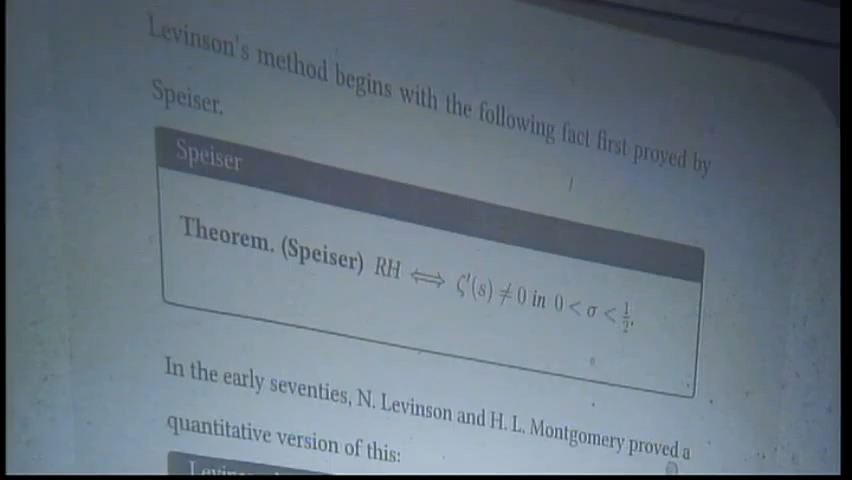 Levinson's method begins with the following fact first proved by
Speiser.
Speiser
Theorem. (Speiser) RH ⟺ ζ′(s) ≠ 0 in 0 < σ < 1/2.
In the early seventies, N. Levinson and H. L. Montgomery proved a
quantitative version of this: